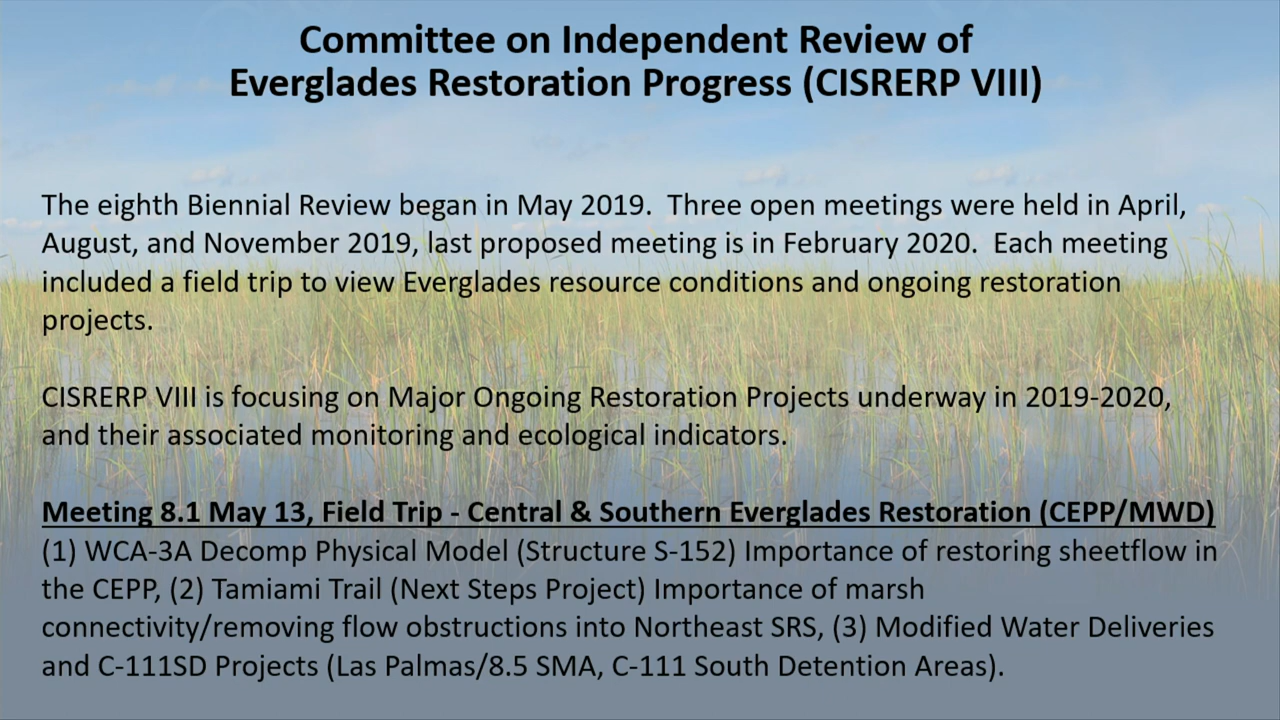 Committee on Independent Review of
Everglades Restoration Progress (CISRERP VIII)
The eighth Biennial Review began in May 2019.  Three open meetings were held in April,
August, and November 2019, last proposed meeting is in February 2020.  Each meeting
included a field trip to view Everglades resource conditions and ongoing restoration
projects.
CISRERP VIII is focusing on Major Ongoing Restoration Projects underway in 2019-2020,
and their associated monitoring and ecological indicators.
Meeting 8.1 May 13, Field Trip - Central & Southern Everglades Restoration (CEPP/MWD)
(1) WCA-3A Decomp Physical Model (Structure S-152) Importance of restoring sheetflow in
the CEPP, (2) Tamiami Trail (Next Steps Project) Importance of marsh
connectivity/removing flow obstructions into Northeast SRS, (3) Modified Water Deliveries
and C-111SD Projects (Las Palmas/8.5 SMA, C-111 South Detention Areas).